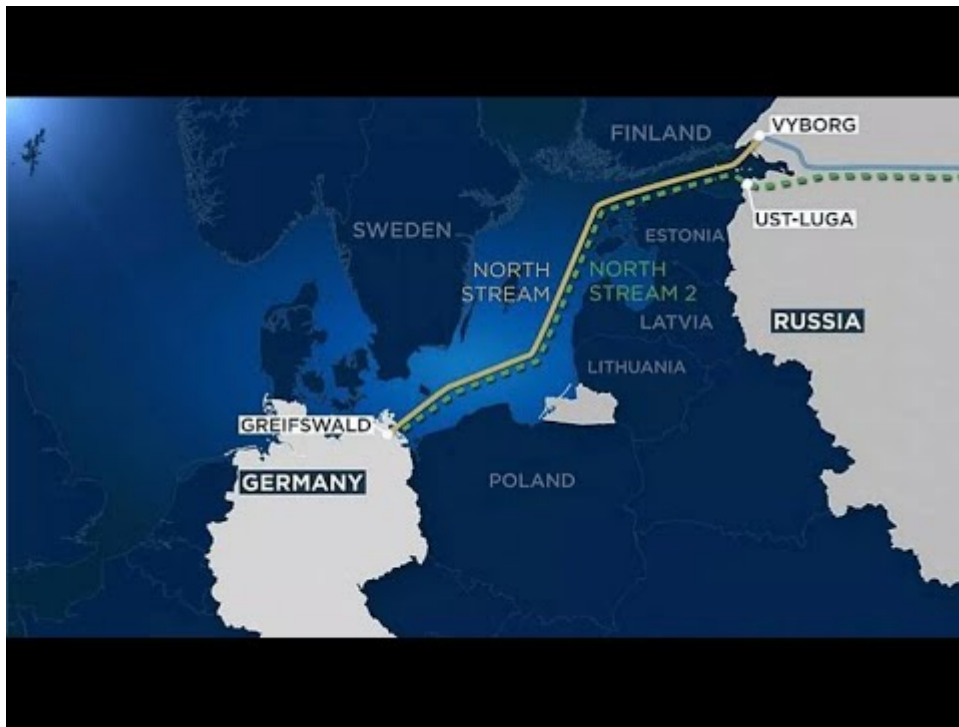 FINLAND
VYBORG
UST-LUGA
SWEDEN
ESTONIA
NORTH
STREAM
NORTH
STREAM 2
LATVIA
RUSSIA
LITHUANIA
GREIFSWALD
GERMANY
POLAND